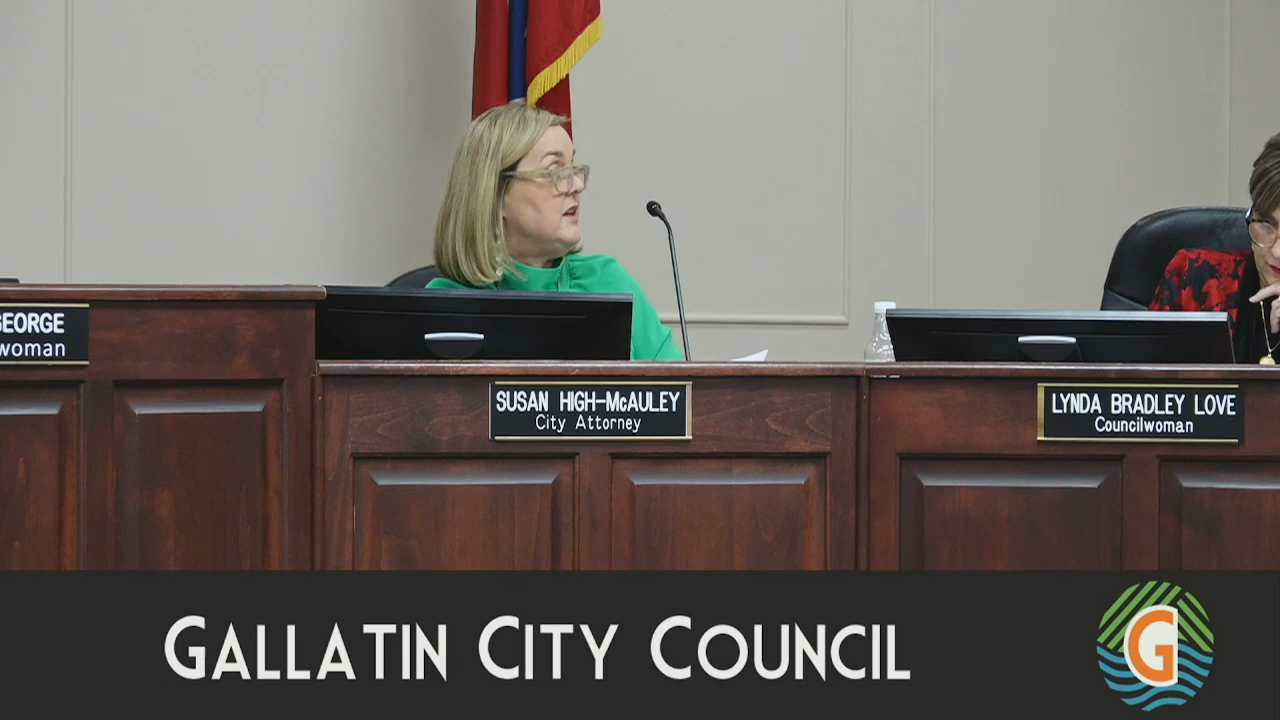 GEORGE
woman
SUSAN HIGH-McAULEY
City Attorney
LYNDA BRADLEY LOVE
Councilwoman
GALLATIN CITY COUNCIL
G